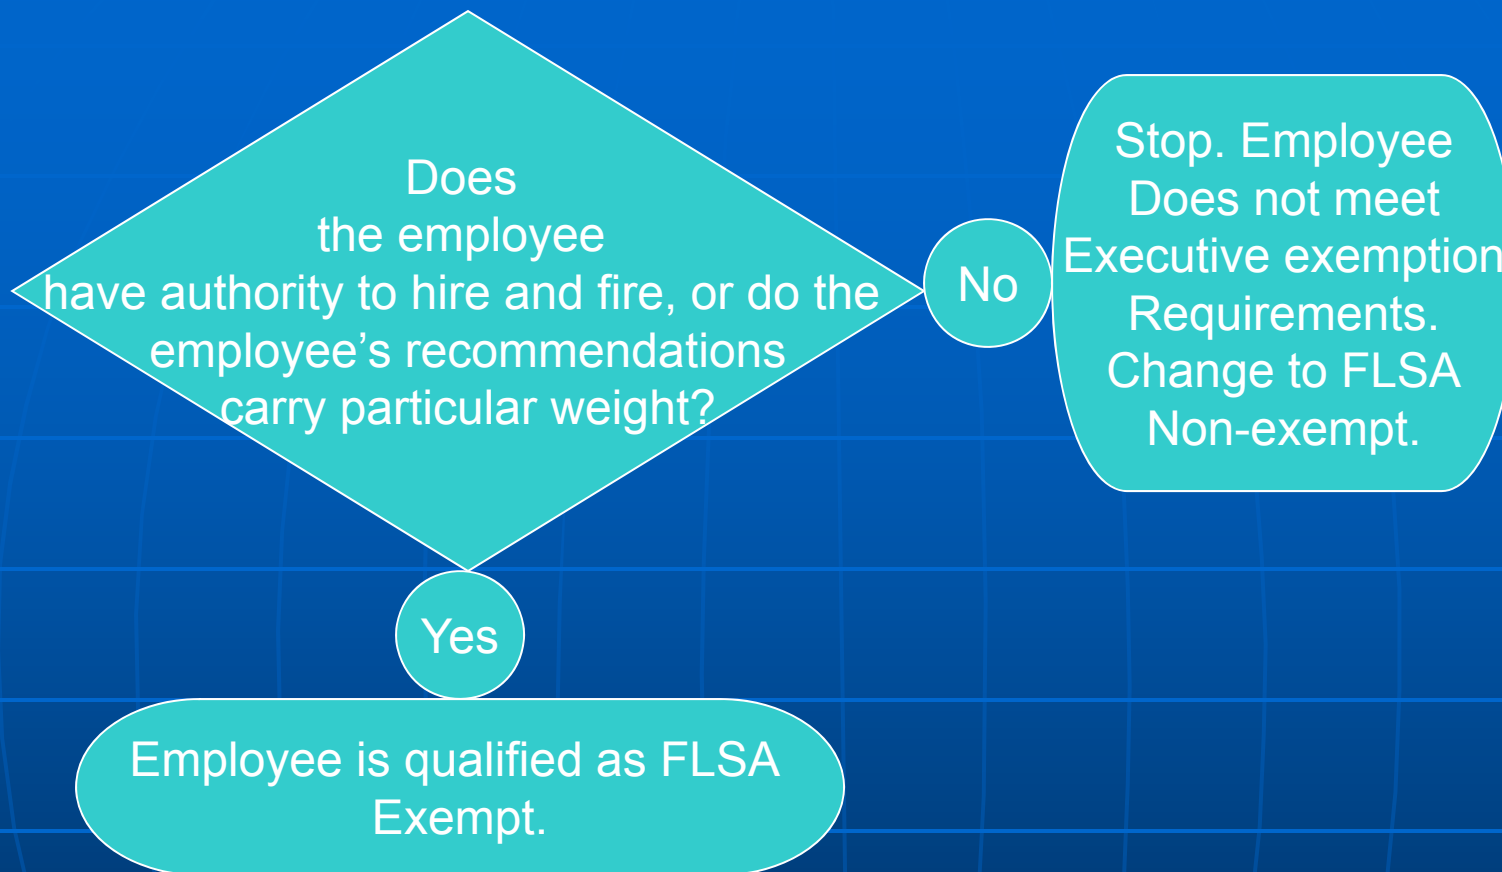 Does
the employee
have authority to hire and fire, or do the
employee’s recommendations
carry particular weight?
No
Stop. Employee
Does not meet
Executive exemption
Requirements.
Change to FLSA
Non-exempt.
Yes
Employee is qualified as FLSA
Exempt.